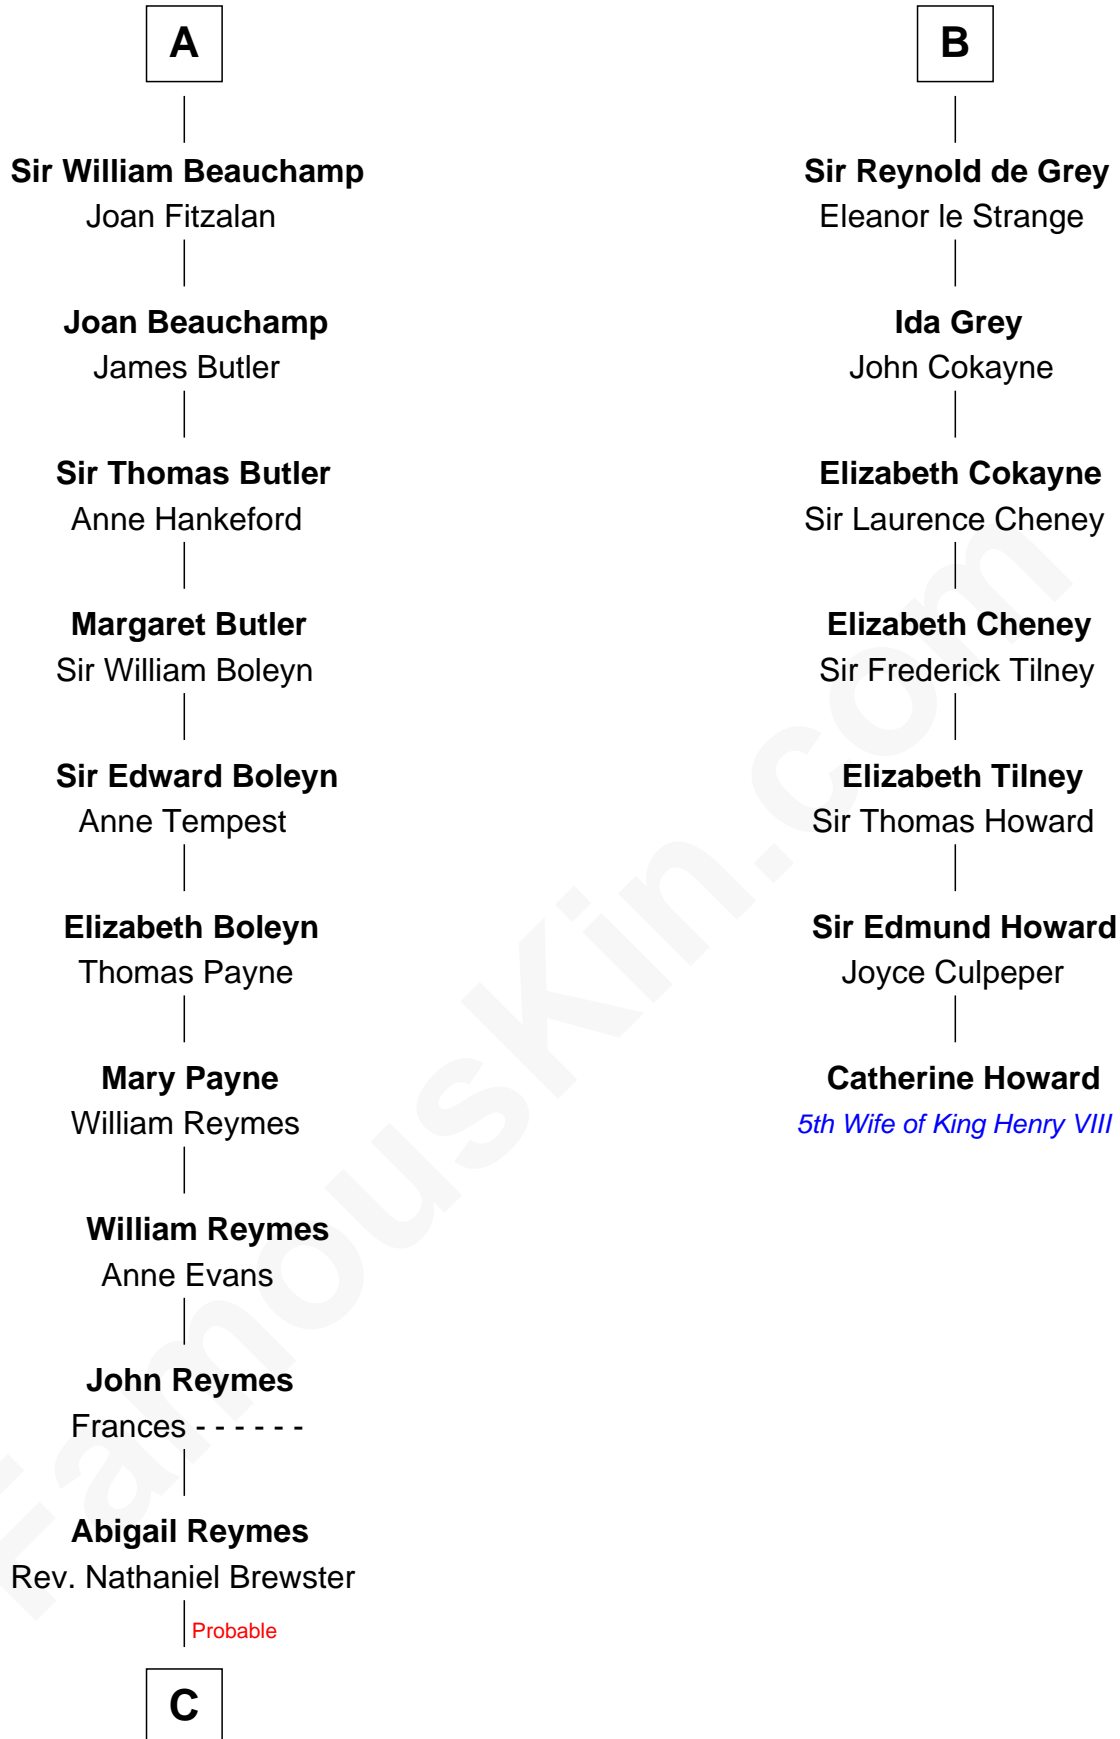 A
Sir William Beauchamp
Joan Fitzalan
Joan Beauchamp
James Butler
Sir Thomas Butler
Anne Hankeford
Margaret Butler
Sir William Boleyn
Sir Edward Boleyn
Anne Tempest
Elizabeth Boleyn
Thomas Payne
Mary Payne
William Reymes
William Reymes
Anne Evans
John Reymes
Frances - - - - - -
Abigail Reymes
Rev. Nathaniel Brewster
Probable
C
B
Sir Reynold de Grey
Eleanor le Strange
Ida Grey
John Cokayne
Elizabeth Cokayne
Sir Laurence Cheney
Elizabeth Cheney
Sir Frederick Tilney
Elizabeth Tilney
Sir Thomas Howard
Sir Edmund Howard
Joyce Culpeper
Catherine Howard
5th Wife of King Henry VIII
FamousKin.com